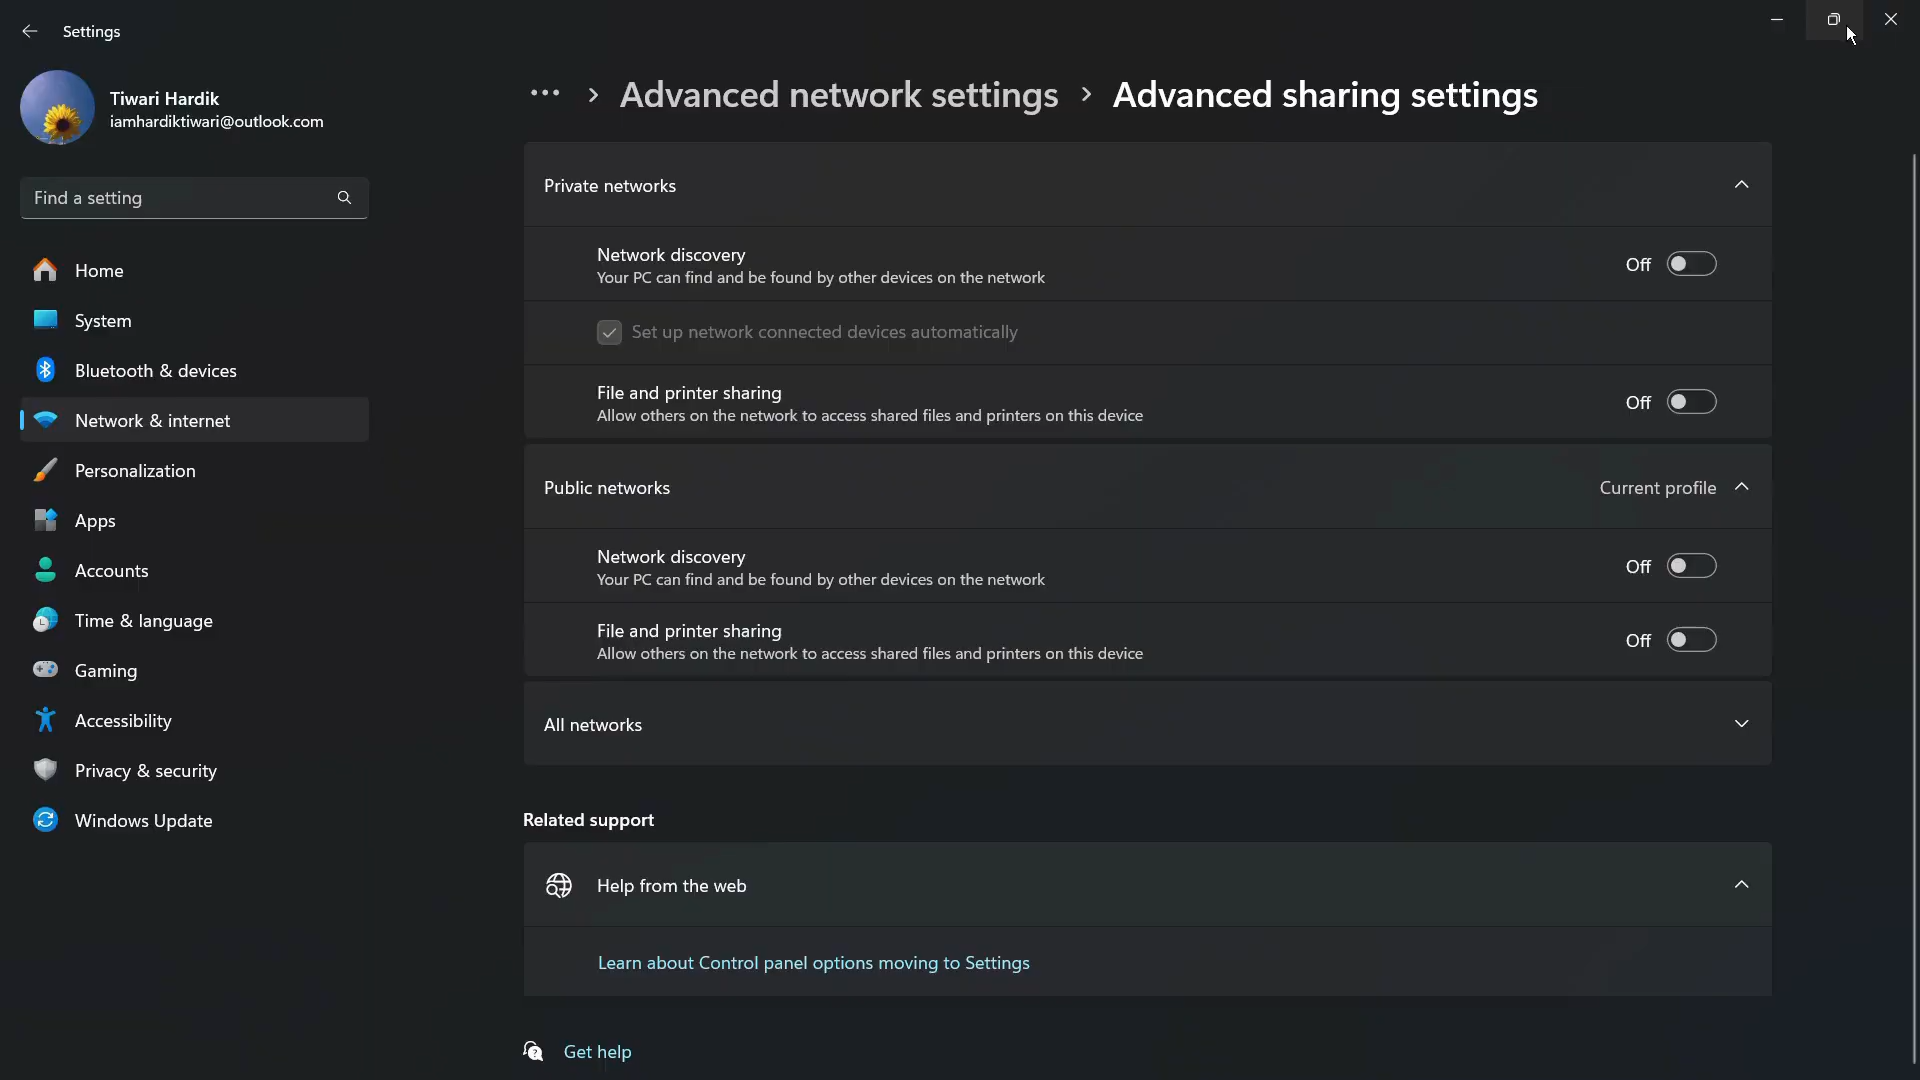 Settings
Tiwari Hardik
iamhardiktiwari@outlook.com
Find a setting
Home
System
Bluetooth & devices
Network & internet
Personalization
Apps
Accounts
Time & language
Gaming
Accessibility
Privacy & security
Windows Update
... > Advanced network settings > Advanced sharing settings
Private networks
Network discovery
Your PC can find and be found by other devices on the network
Off
Set up network connected devices automatically
File and printer sharing
Allow others on the network to access shared files and printers on this device
Off
Public networks
Current profile
Network discovery
Your PC can find and be found by other devices on the network
Off
File and printer sharing
Allow others on the network to access shared files and printers on this device
Off
All networks
Related support
Help from the web
Learn about Control panel options moving to Settings
Get help